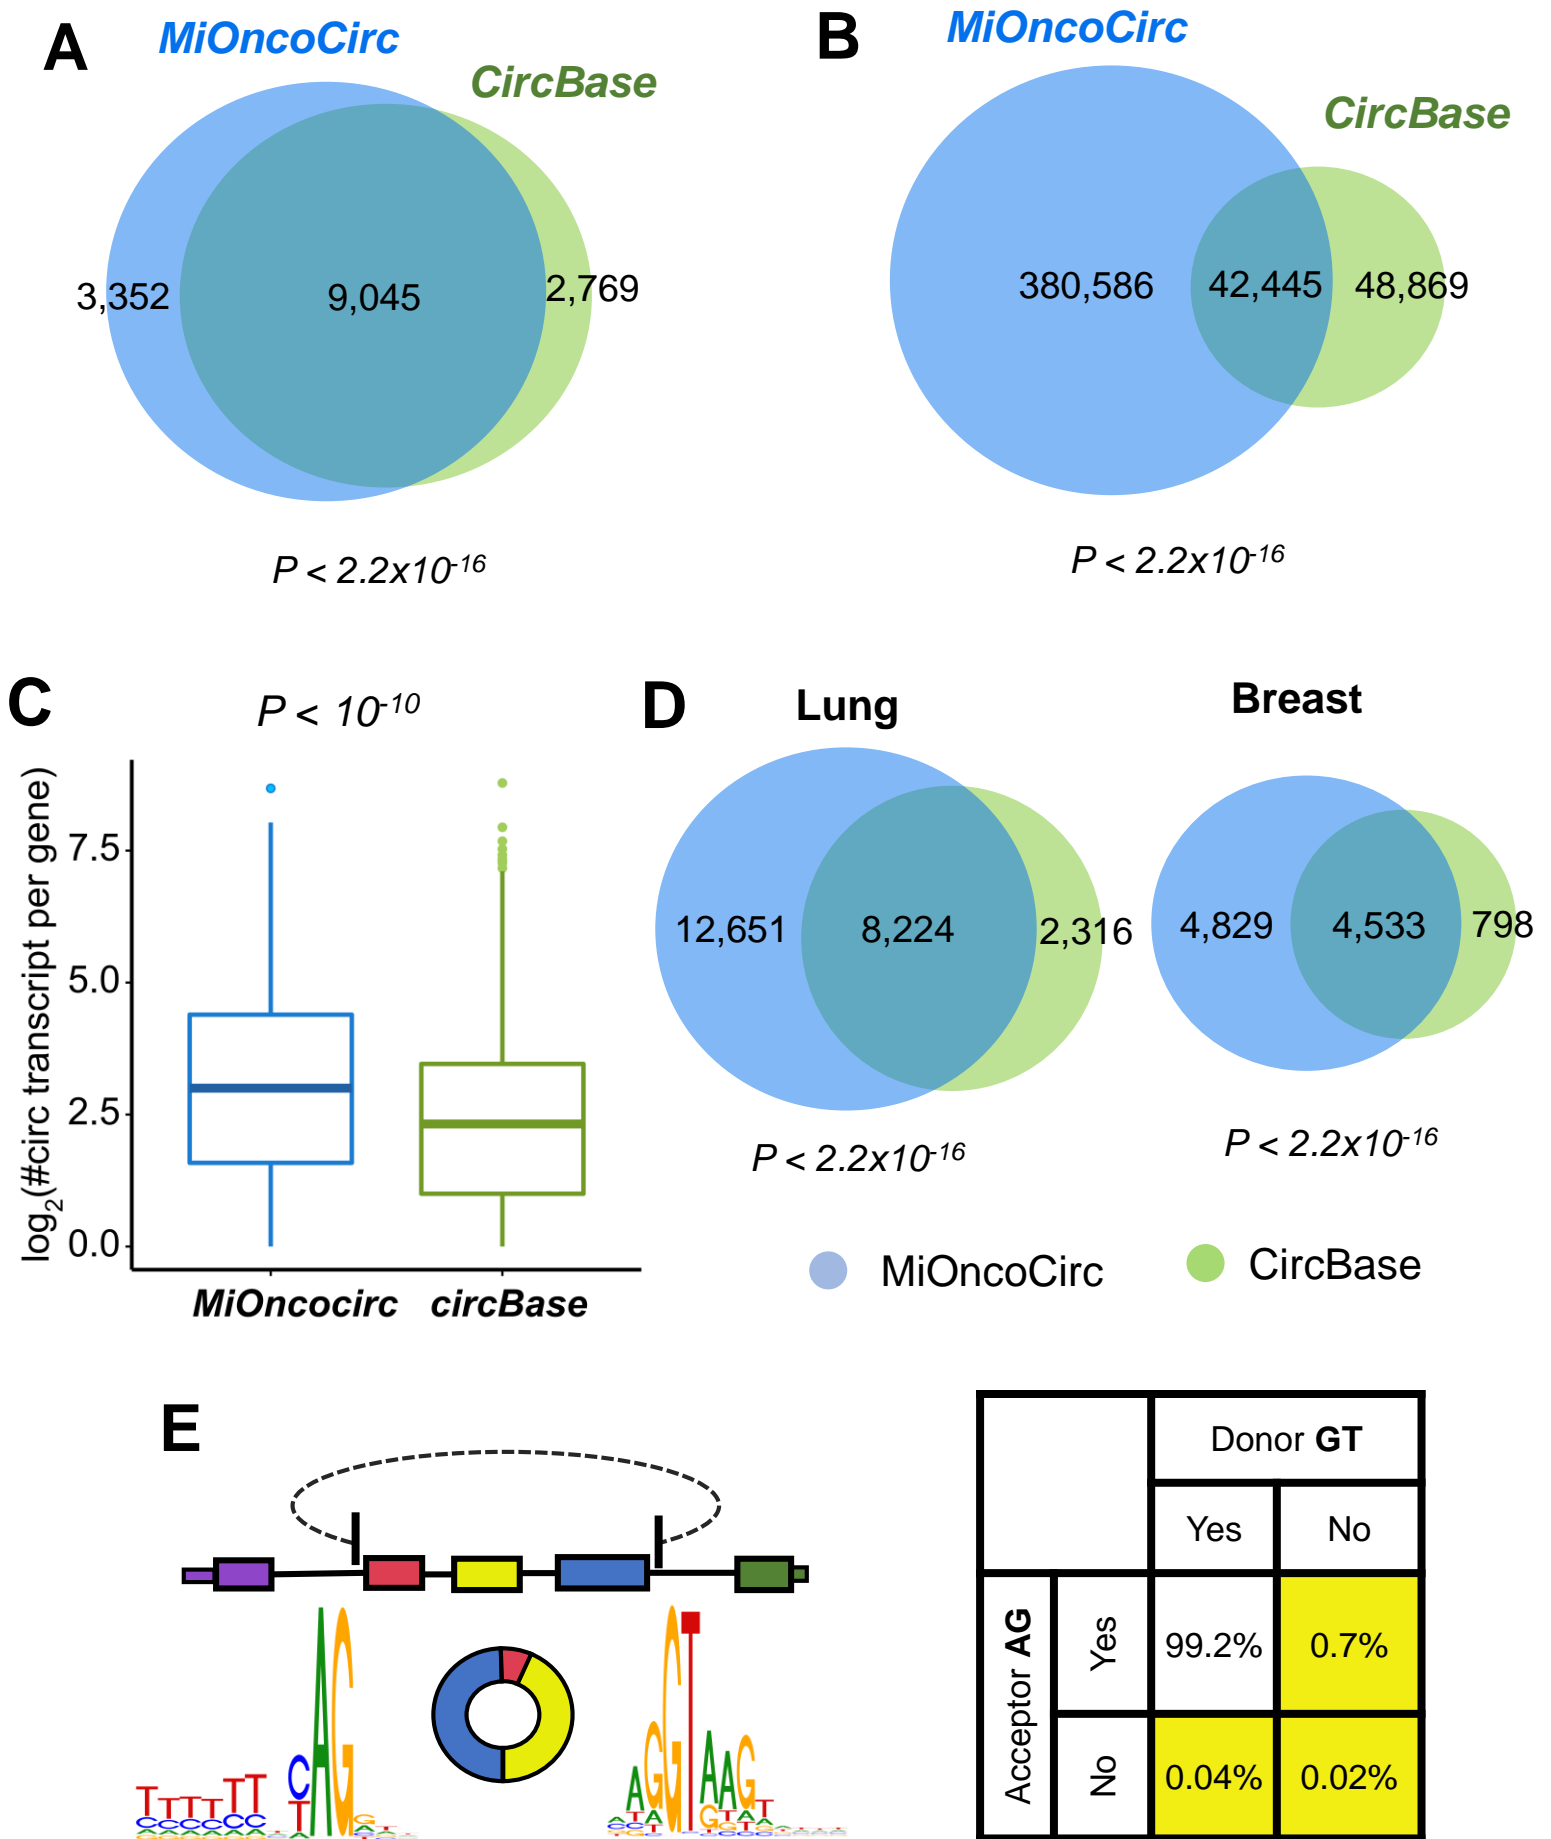 A
MiOncoCirc
CircBase
3,352
9,045
2,769
P < 2.2x10-16
B
MiOncoCirc
CircBase
380,586
42,445
48,869
P < 2.2x10-16
C
P < 10-10
log2(#circ transcript per gene)
7.5
5.0
2.5
0.0
MiOncocirc
circBase
D
Lung
12,651
8,224
2,316
P < 2.2x10-16
Breast
4,829
4,533
798
P < 2.2x10-16
MiOncoCirc
CircBase
E
Donor GT
Yes No
Acceptor AG
Yes 99.2% 0.7%
No 0.04% 0.02%
TTTTTT CAG
AGGTAAG